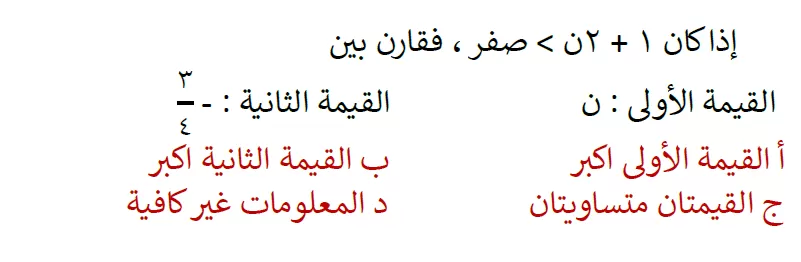 إذا كان ١ + ٢ن > صفر ، فقارن بين
القيمة الأولى : ن القيمة الثانية : - ٣/٤
أ القيمة الأولى اكبر ب القيمة الثانية اكبر
ج القيمتان متساويتان د المعلومات غير كافية